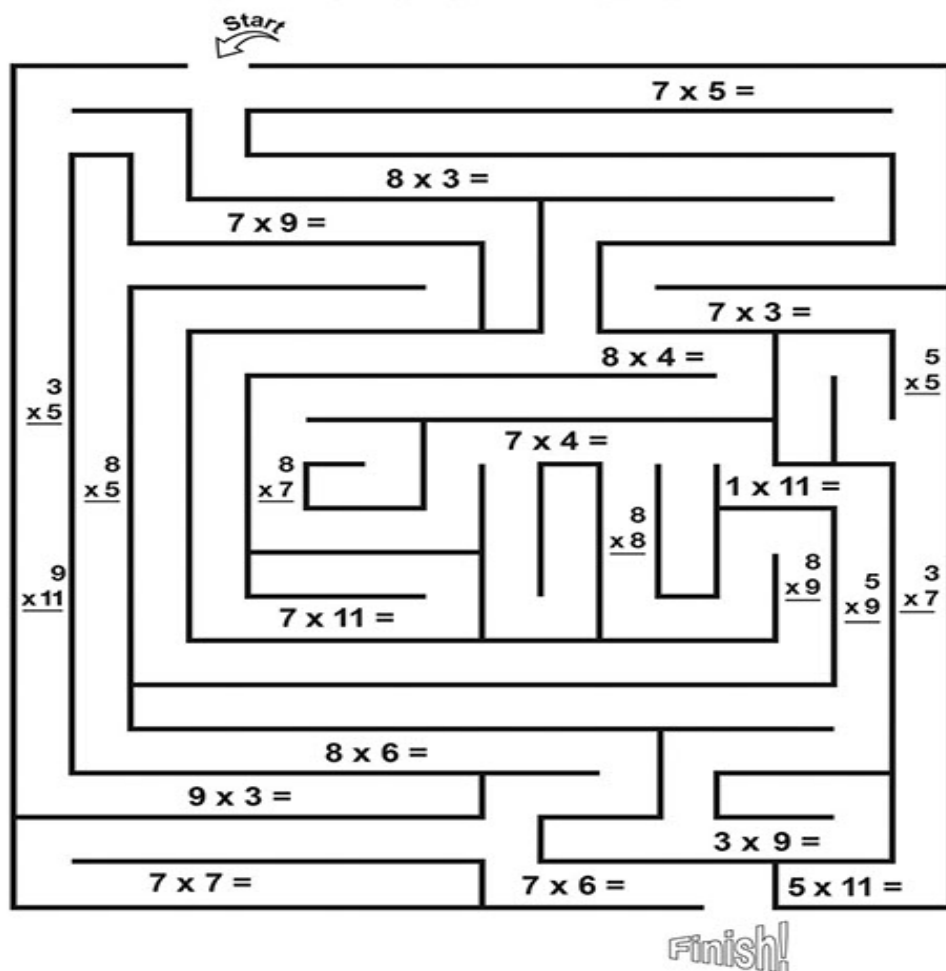 Start
7 x 5 =
8 x 3 =
7 x 9 =
7 x 3 =
8 x 4 =
5
x 5
3
x 5
7 x 4 =
8
x 5
8
x 7
1 x 11 =
8
x 8
9
x 11
8
x 9
5
x 9
3
x 7
7 x 11 =
8 x 6 =
9 x 3 =
3 x 9 =
7 x 7 =
7 x 6 =
5 x 11 =
Finish!